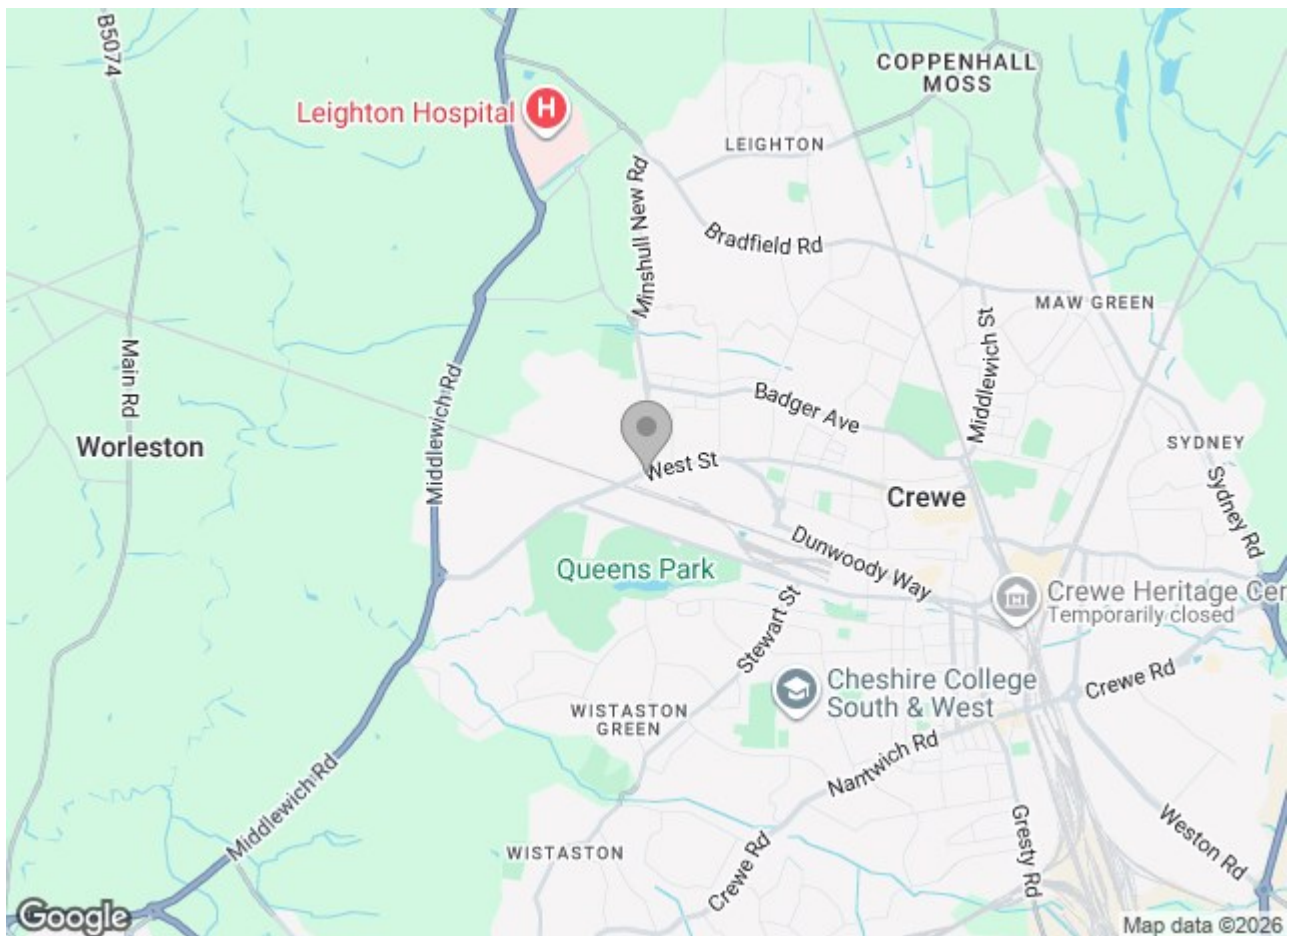 B5074
COPPENHALL
MOSS
Leighton Hospital
H
LEIGHTON
Minshull New Rd
Bradfield Rd
MAW GREEN
Middlewich St
Main Rd
Middlewich Rd
Badger Ave
Worleston
SYDNEY
West St
Crewe
Sydney Rd
Dunwoody Way
Queens Park
Crewe Heritage Cer
Temporarily closed
Stewart St
Cheshire College
South & West
Crewe Rd
WISTASTON
GREEN
Nantwich Rd
Middlewich Rd
Gresty Rd
Weston Rd
WISTASTON
Crewe Rd
Google
Map data ©2026